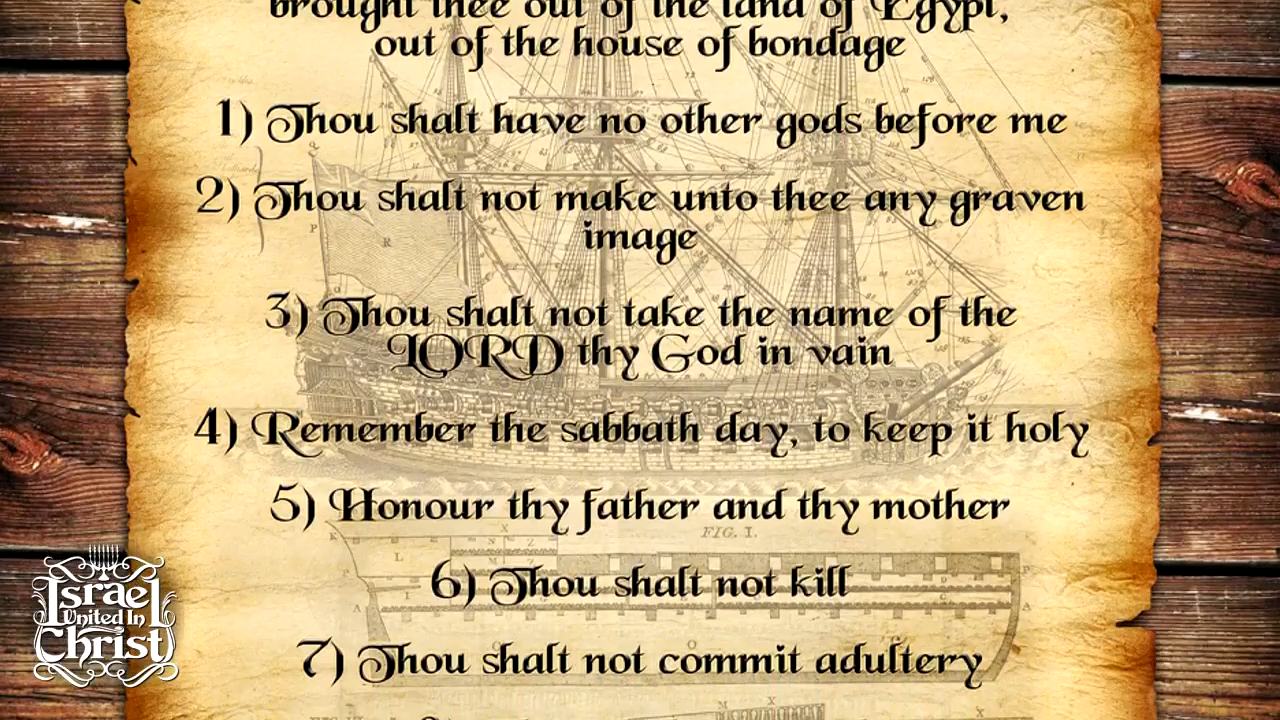 brought thee out of the land of Egypt,
out of the house of bondage
1) Thou shalt have no other gods before me
2) Thou shalt not make unto thee any graven
image
3) Thou shalt not take the name of the
LORD thy God in vain
4) Remember the sabbath day, to keep it holy
5) Honour thy father and thy mother
FIG. I.
6) Thou shalt not kill
7) Thou shalt not commit adultery
Israel
United In
Christ